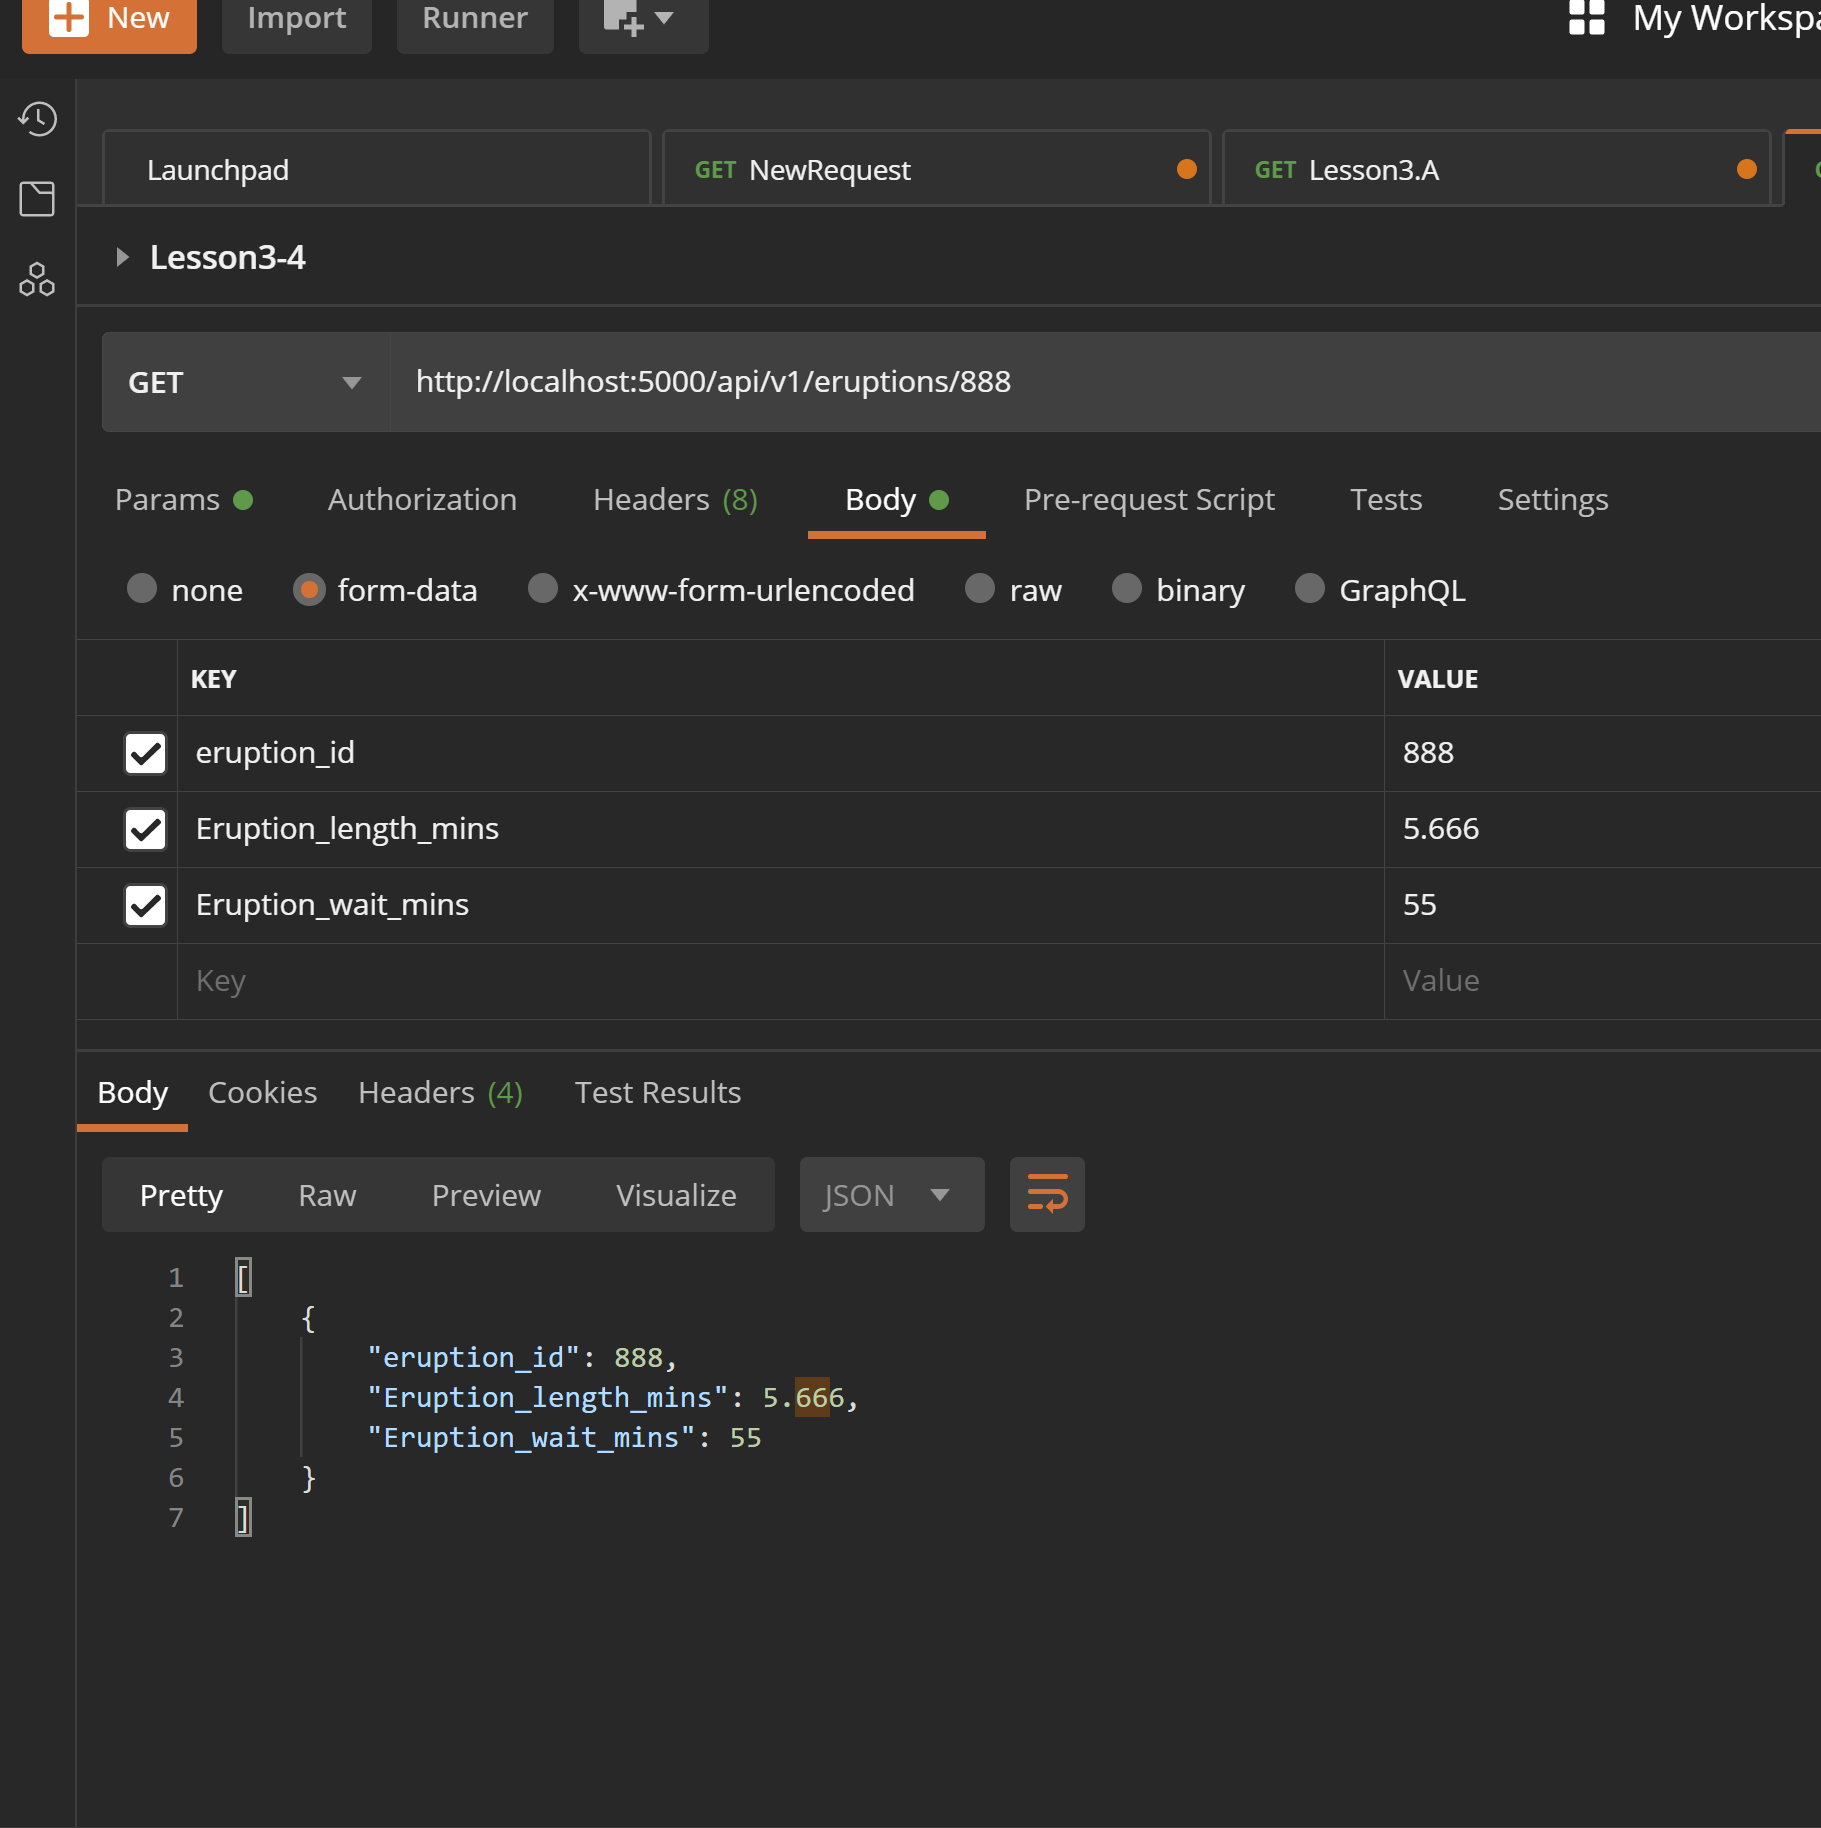 New Import Runner My Workspa
Launchpad GET NewRequest GET Lesson3.A
Lesson3-4
GET http://localhost:5000/api/v1/eruptions/888
Params Authorization Headers (8) Body Pre-request Script Tests Settings
none form-data x-www-form-urlencoded raw binary GraphQL
KEY VALUE
eruption_id 888
Eruption_length_mins 5.666
Eruption_wait_mins 55
Key Value
Body Cookies Headers (4) Test Results
Pretty Raw Preview Visualize JSON
1 [
2 {
3 "eruption_id": 888,
4 "Eruption_length_mins": 5.666,
5 "Eruption_wait_mins": 55
6 }
7 ]